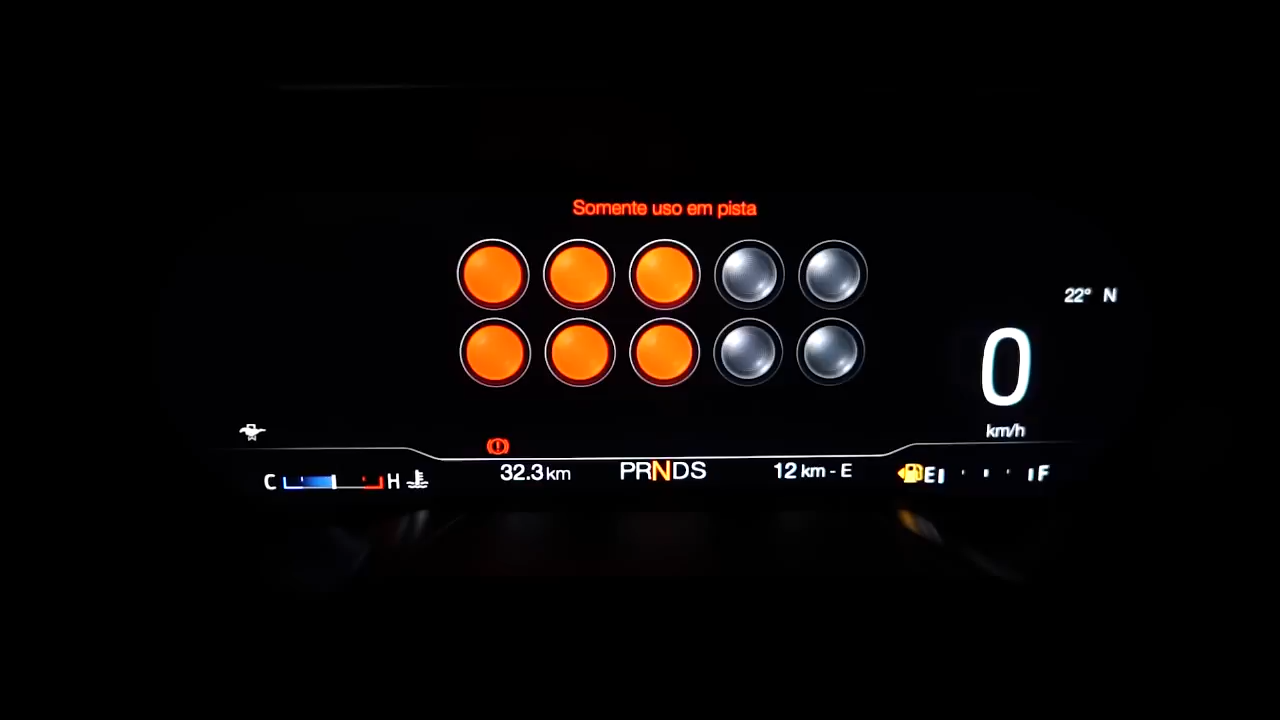 Somente uso em pista
22° N
0
km/h
32.3 km
PRNDS
12 km - E
C H
E F